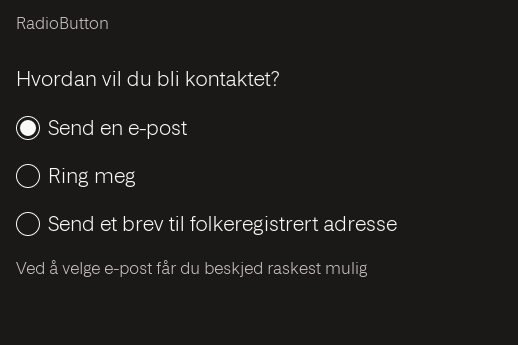 RadioButton
Hvordan vil du bli kontaktet?
Send en e-post
Ring meg
Send et brev til folkeregistrert adresse
Ved å velge e-post får du beskjed raskest mulig